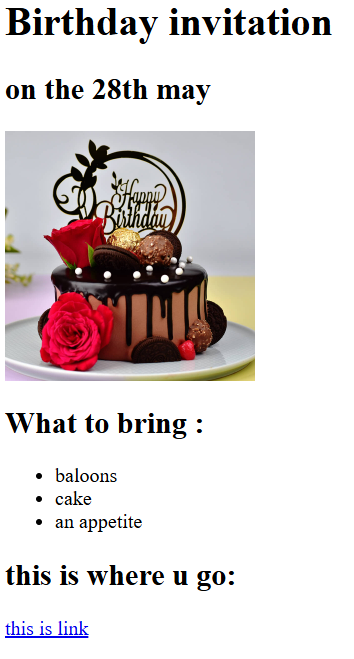 Birthday invitation
on the 28th may
Happy
Birthday
What to bring :
baloons
cake
an appetite
this is where u go:
this is link